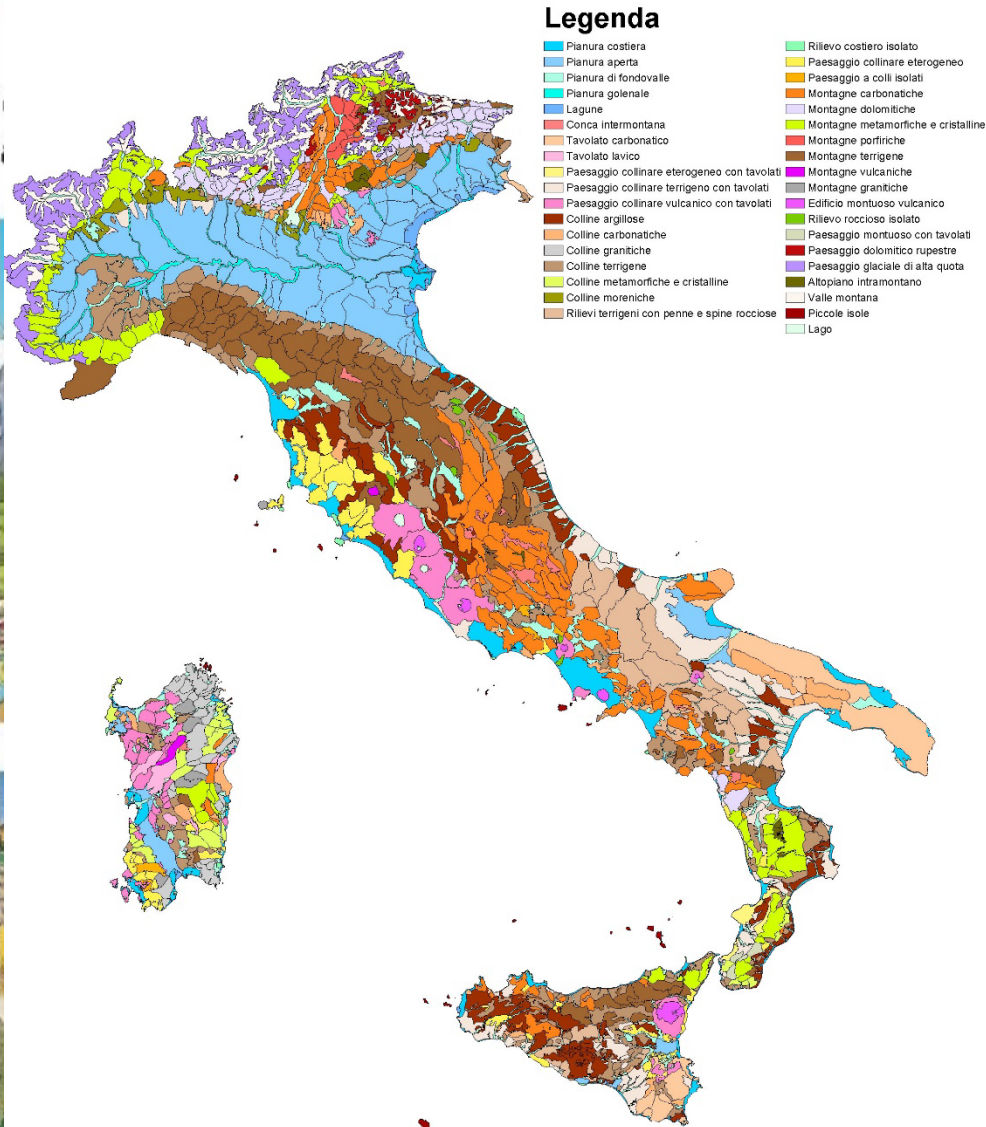 Legenda
Pianura costiera
Pianura aperta
Pianura di fondovalle
Pianura golenale
Lagune
Conca intermontana
Tavolato carbonatico
Tavolato lavico
Paesaggio collinare eterogeneo con tavolati
Paesaggio collinare terrigeno con tavolati
Paesaggio collinare vulcanico con tavolati
Colline argillose
Colline carbonatiche
Colline granitiche
Colline terrigene
Colline metamorfiche e cristalline
Colline moreniche
Rilievi terrigeni con penne e spine rocciose
Rilievo costiero isolato
Paesaggio collinare eterogeneo
Paesaggio a colli isolati
Montagne carbonatiche
Montagne dolomitiche
Montagne metamorfiche e cristalline
Montagne porfiriche
Montagne terrigene
Montagne vulcaniche
Montagne granitiche
Edificio montuoso vulcanico
Rilievo roccioso isolato
Paesaggio montuoso con tavolati
Paesaggio dolomitico rupestre
Paesaggio glaciale di alta quota
Altopiano intramontano
Valle montana
Piccole isole
Lago